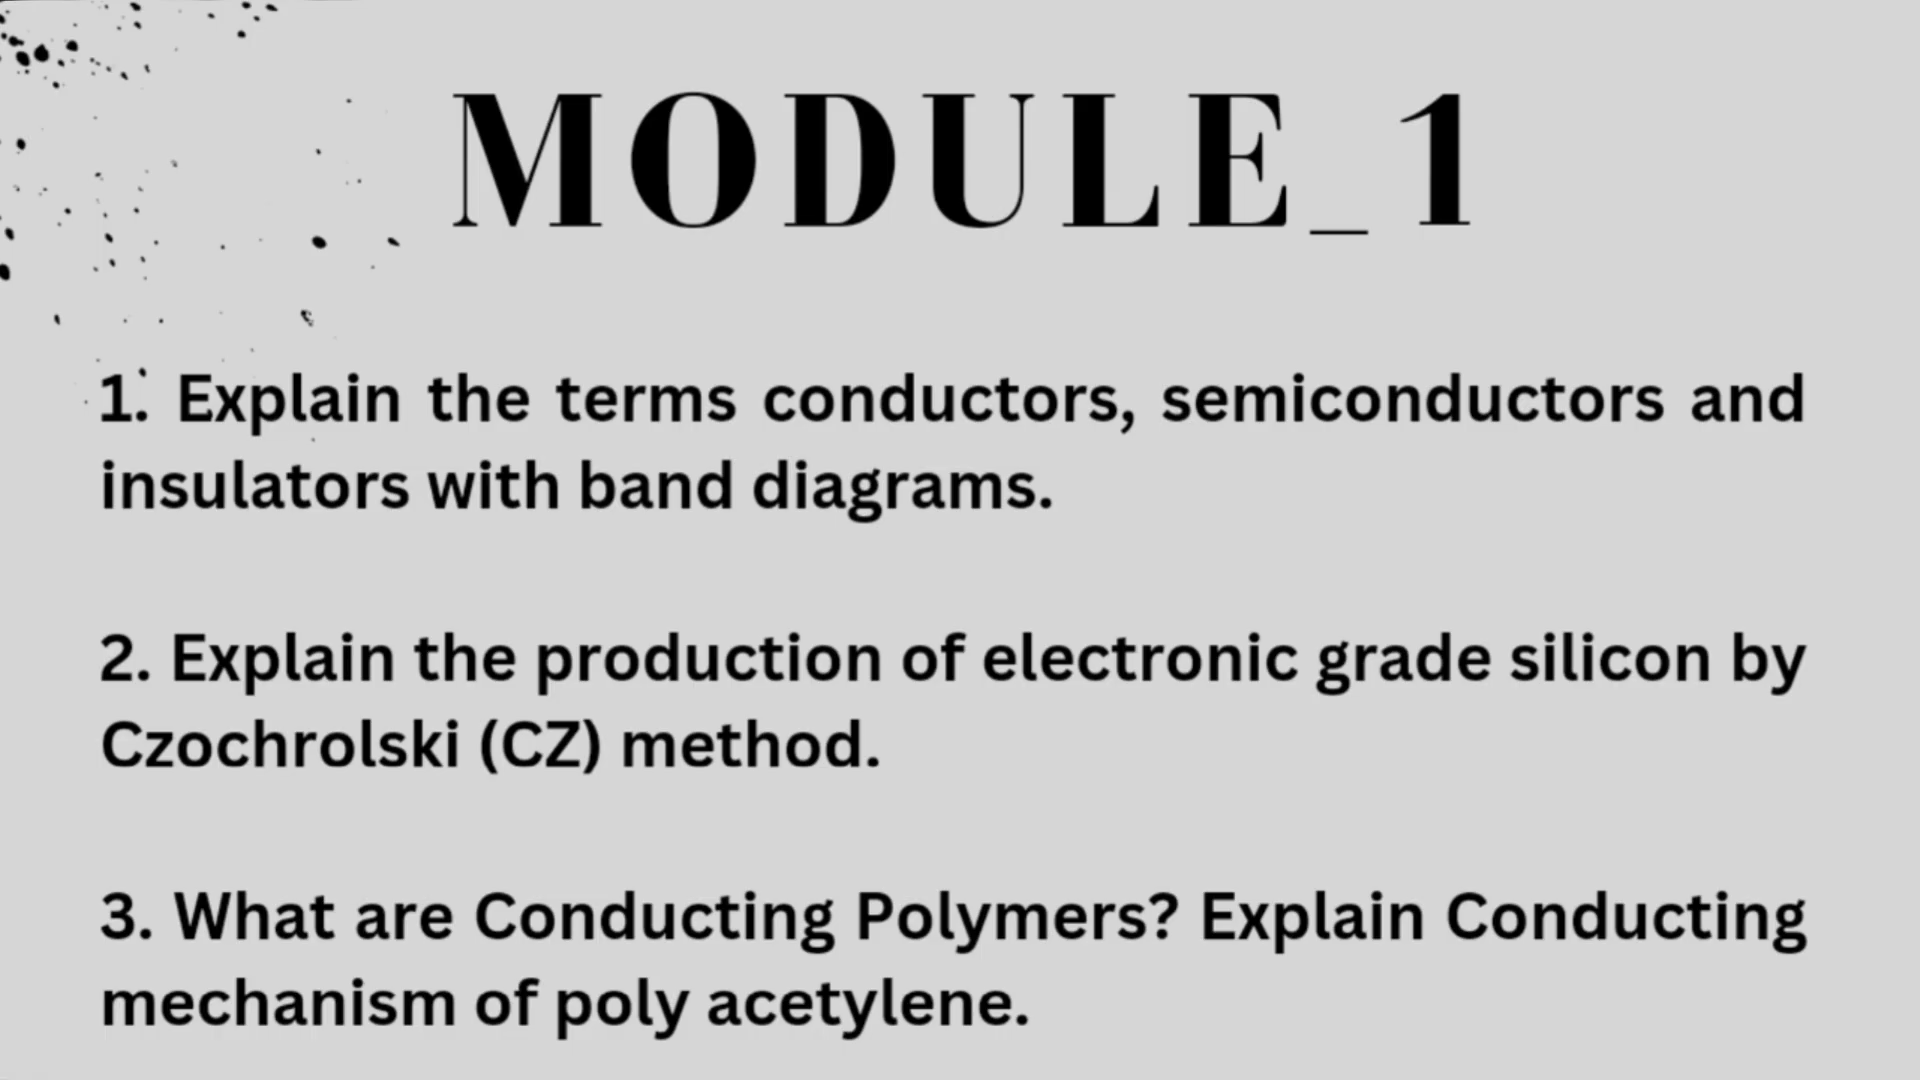 MODULE_1
1. Explain the terms conductors, semiconductors and
insulators with band diagrams.
2. Explain the production of electronic grade silicon by
Czochrolski (CZ) method.
3. What are Conducting Polymers? Explain Conducting
mechanism of poly acetylene.